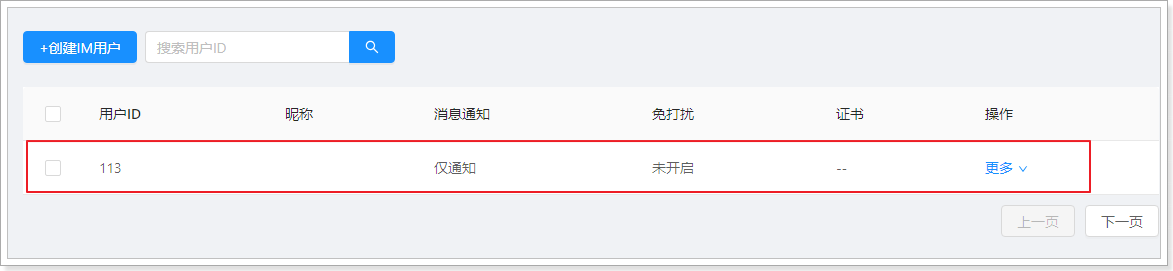 +创建IM用户 搜索用户ID
用户ID 昵称 消息通知 免打扰 证书 操作
113 仅通知 未开启 -- 更多
上一页 下一页